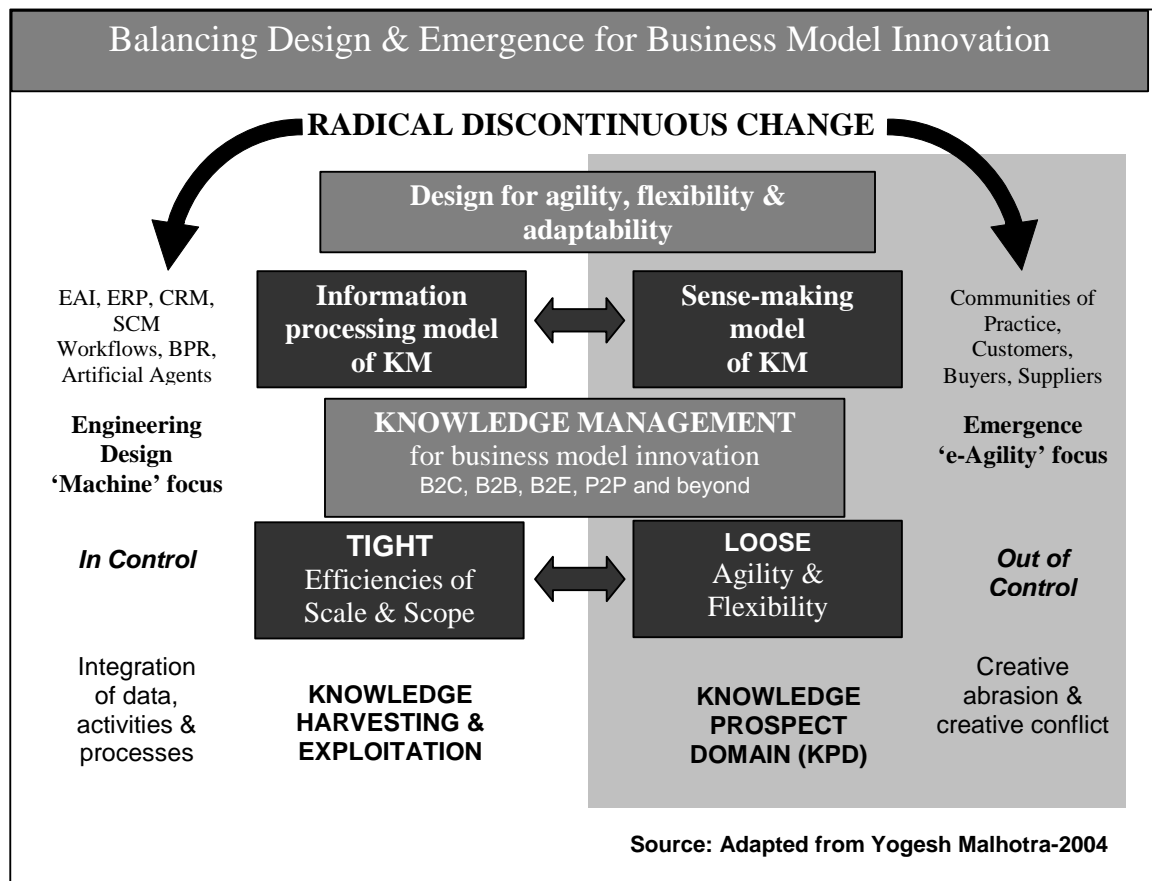 Balancing Design & Emergence for Business Model Innovation
RADICAL DISCONTINUOUS CHANGE
Design for agility, flexibility &
adaptability
EAI, ERP, CRM,
SCM
Workflows, BPR,
Artificial Agents
Information
processing model
of KM
Sense-making
model
of KM
Communities of
Practice,
Customers,
Buyers, Suppliers
Engineering
Design
‘Machine’ focus
KNOWLEDGE MANAGEMENT
for business model innovation
B2C, B2B, B2E, P2P and beyond
Emergence
‘e-Agility’ focus
In Control
TIGHT
Efficiencies of
Scale & Scope
LOOSE
Agility &
Flexibility
Out of
Control
Integration
of data,
activities &
processes
KNOWLEDGE
HARVESTING &
EXPLOITATION
KNOWLEDGE
PROSPECT
DOMAIN (KPD)
Creative
abrasion &
creative conflict
Source: Adapted from Yogesh Malhotra-2004